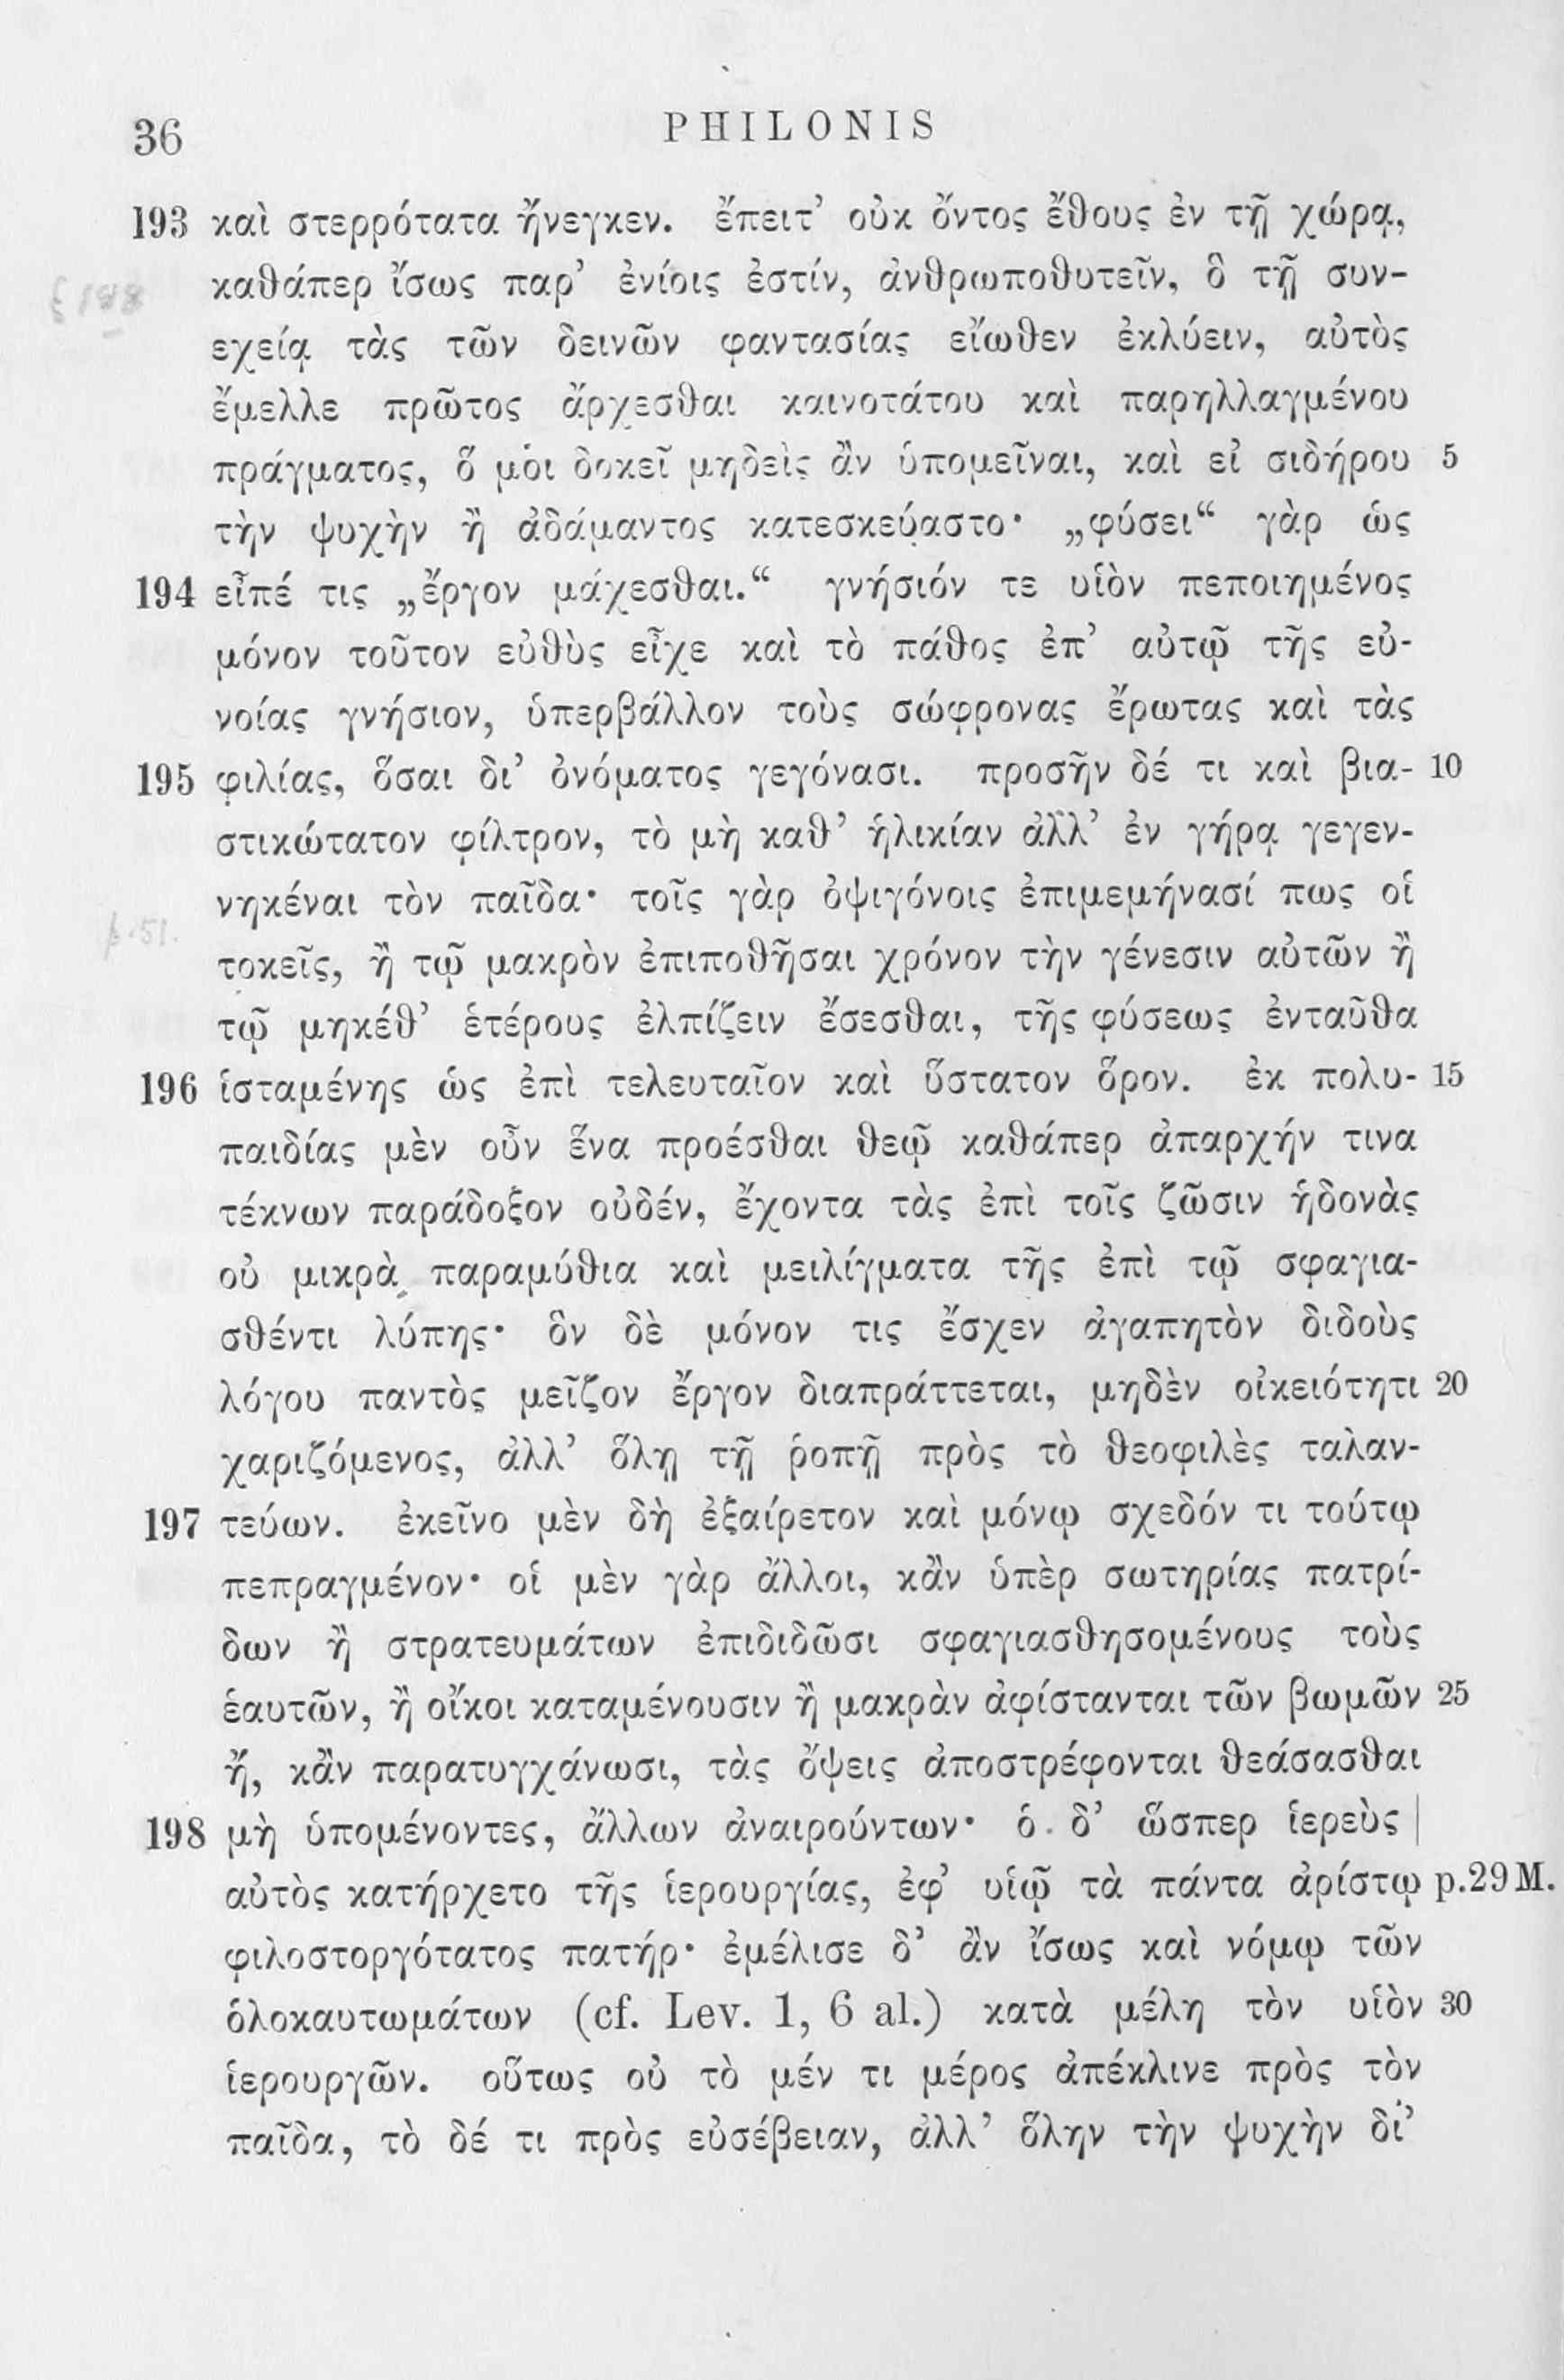 36 PHILONIS
193 καὶ στερρότατα ἤνεγκεν. ἔπειτ’ οὐκ ὄντος ἔθους ἐν τῇ χώρᾳ,
καθάπερ ἴσως παρ’ ἐνίοις ἐστίν, ἀνθρωποθυτεῖν, ὃ τῇ συν-
§ 188
εχείᾳ τὰς τῶν δεινῶν φαντασίας εἴωθεν ἐκλύειν, αὐτὸς
ἔμελλε πρῶτος ἄρχεσθαι καινοτάτου καὶ παρηλλαγμένου
πράγματος, ὅ μοι δοκεῖ μηδεὶς ἂν ὑπομεῖναι, καὶ εἰ σιδήρου 5
τὴν ψυχὴν ἢ ἀδάμαντος κατεσκεύαστο· „φύσει“ γὰρ ὡς
194 εἶπέ τις „ἔργον μάχεσθαι.“ γνήσιόν τε υἱὸν πεποιημένος
μόνον τοῦτον εὐθὺς εἶχε καὶ τὸ πάθος ἐπ’ αὐτῷ τῆς εὐ-
νοίας γνήσιον, ὑπερβάλλον τοὺς σώφρονας ἔρωτας καὶ τὰς
195 φιλίας, ὅσαι δι’ ὀνόματος γεγόνασι. προσῆν δέ τι καὶ βια- 10
στικώτατον φίλτρον, τὸ μὴ καθ’ ἡλικίαν ἀλλ’ ἐν γήρᾳ γεγεν-
νηκέναι τὸν παῖδα· τοῖς γὰρ ὀψιγόνοις ἐπιμεμήνασί πως οἱ
p. 51.
τοκεῖς, ἢ τῷ μακρὸν ἐπιποθῆσαι χρόνον τὴν γένεσιν αὐτῶν ἢ
τῷ μηκέθ’ ἑτέρους ἐλπίζειν ἔσεσθαι, τῆς φύσεως ἐνταῦθα
196 ἱσταμένης ὡς ἐπὶ τελευταῖον καὶ ὕστατον ὅρον. ἐκ πολυ- 15
παιδίας μὲν οὖν ἕνα προέσθαι θεῷ καθάπερ ἀπαρχήν τινα
τέκνων παράδοξον οὐδέν, ἔχοντα τὰς ἐπὶ τοῖς ζῶσιν ἡδονὰς
οὐ μικρὰ παραμύθια καὶ μειλίγματα τῆς ἐπὶ τῷ σφαγια-
σθέντι λύπης· ὃν δὲ μόνον τις ἔσχεν ἀγαπητὸν διδοὺς
λόγου παντὸς μεῖζον ἔργον διαπράττεται, μηδὲν οἰκειότητι 20
χαριζόμενος, ἀλλ’ ὅλῃ τῇ ῥοπῇ πρὸς τὸ θεοφιλὲς ταλαν-
197 τεύων. ἐκεῖνο μὲν δὴ ἐξαίρετον καὶ μόνῳ σχεδόν τι τούτῳ
πεπραγμένον· οἱ μὲν γὰρ ἄλλοι, κἂν ὑπὲρ σωτηρίας πατρί-
δων ἢ στρατευμάτων ἐπιδιδῶσι σφαγιασθησομένους τοὺς
ἑαυτῶν, ἢ οἴκοι καταμένουσιν ἢ μακρὰν ἀφίστανται τῶν βωμῶν 25
ἤ, κἂν παρατυγχάνωσι, τὰς ὄψεις ἀποστρέφονται θεάσασθαι
198 μὴ ὑπομένοντες, ἄλλων ἀναιρούντων· ὁ δ’ ὥσπερ ἱερεὺς |
αὐτὸς κατήρχετο τῆς ἱερουργίας, ἐφ’ υἱῷ τὰ πάντα ἀρίστῳ p.29 M.
φιλοστοργότατος πατήρ· ἐμέλισε δ’ ἂν ἴσως καὶ νόμῳ τῶν
ὁλοκαυτωμάτων (cf. Lev. 1, 6 al.) κατὰ μέλη τὸν υἱὸν 30
ἱερουργῶν. οὕτως οὐ τὸ μέν τι μέρος ἀπέκλινε πρὸς τὸν
παῖδα, τὸ δέ τι πρὸς εὐσέβειαν, ἀλλ’ ὅλην τὴν ψυχὴν δι’